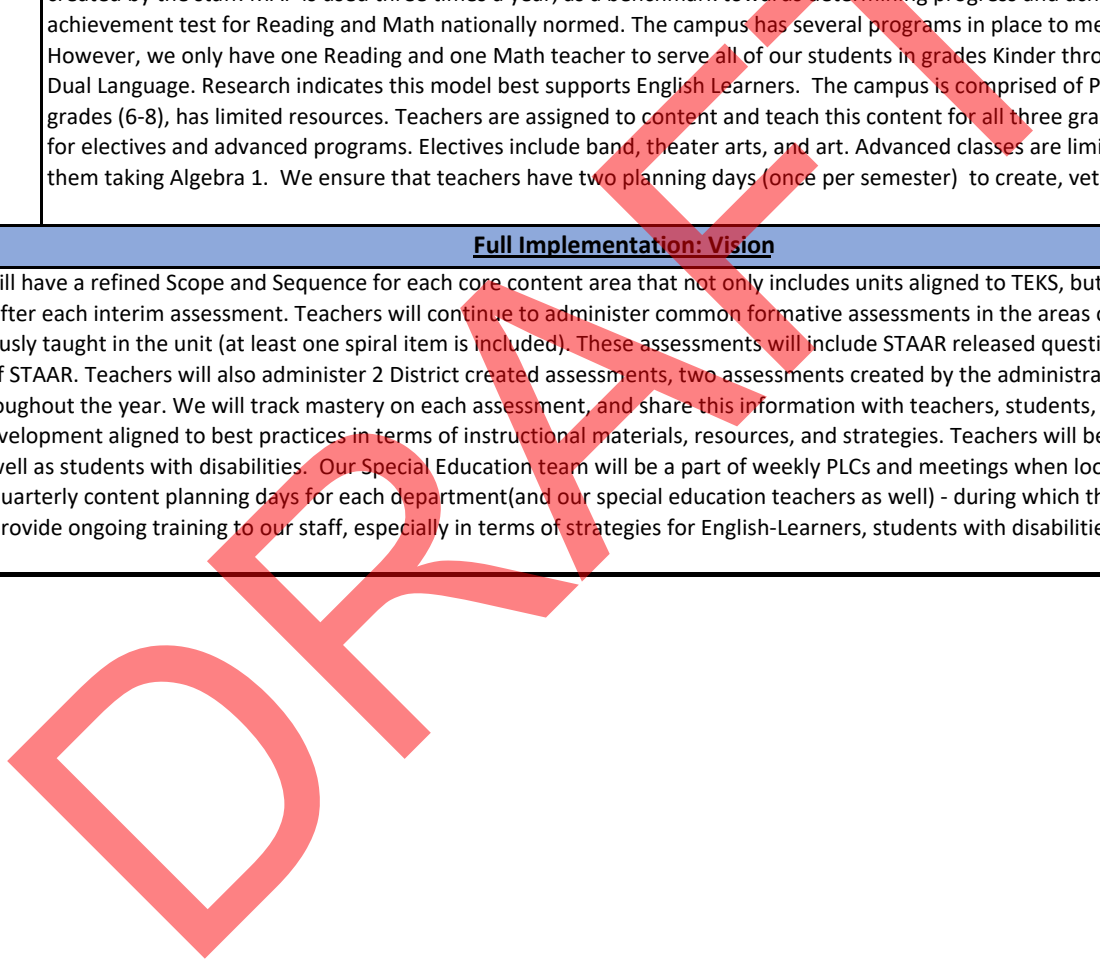 created by the staff. MAP is used three times a year, as a benchmark towards determining progress and
achievement test for Reading and Math nationally normed. The campus has several programs in place to me
However, we only have one Reading and one Math teacher to serve all of our students in grades Kinder thro
Dual Language. Research indicates this model best supports English Learners.  The campus is comprised of P
grades (6-8), has limited resources. Teachers are assigned to content and teach this content for all three gra
for electives and advanced programs. Electives include band, theater arts, and art. Advanced classes are limi
them taking Algebra 1.  We ensure that teachers have two planning days (once per semester)  to create, vet
Full Implementation: Vision
ill have a refined Scope and Sequence for each core content area that not only includes units aligned to TEKS, but
fter each interim assessment. Teachers will continue to administer common formative assessments in the areas o
usly taught in the unit (at least one spiral item is included). These assessments will include STAAR released questi
f STAAR. Teachers will also administer 2 District created assessments, two assessments created by the administra
oughout the year. We will track mastery on each assessment, and share this information with teachers, students,
velopment aligned to best practices in terms of instructional materials, resources, and strategies. Teachers will be
vell as students with disabilities.  Our Special Education team will be a part of weekly PLCs and meetings when loo
uarterly content planning days for each department(and our special education teachers as well) - during which th
rovide ongoing training to our staff, especially in terms of strategies for English-Learners, students with disabilitie
DRAFT